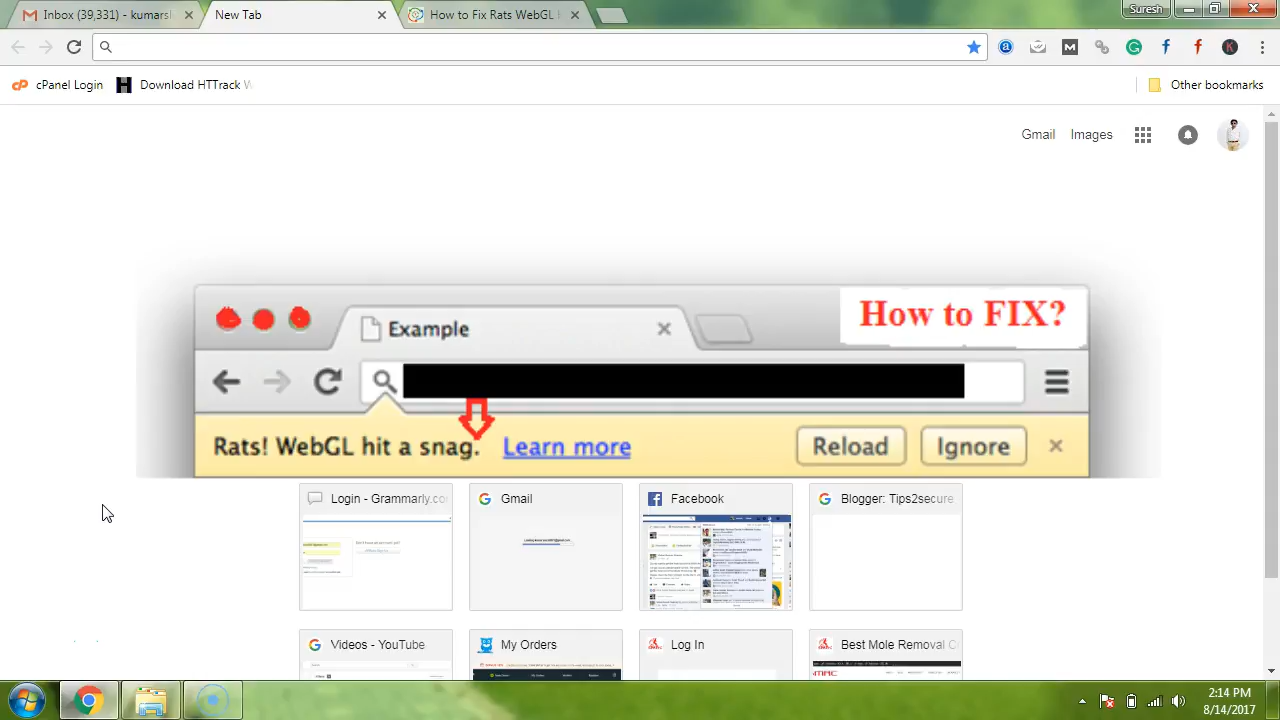 Inbox (39,331) - kumarsh
New Tab
How to Fix Rats WebGL
Suresh
cPanel Login
Download HTTrack W
Other bookmarks
Gmail
Images
How to FIX?
Example
Rats! WebGL hit a snag. Learn more
Reload
Ignore
Login - Grammarly.co
Gmail
Facebook
Blogger: Tips2secure
Videos - YouTube
My Orders
Log In
Best Mole Removal C
2:14 PM
8/14/2017